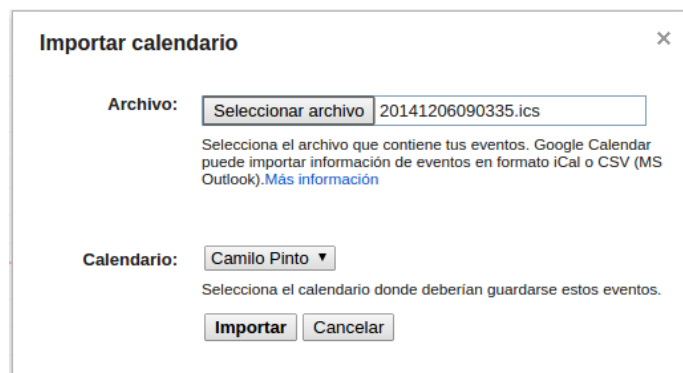 Importar calendario
Archivo: Seleccionar archivo 20141206090335.ics
Selecciona el archivo que contiene tus eventos. Google Calendar
puede importar información de eventos en formato iCal o CSV (MS
Outlook).Más información
Calendario: Camilo Pinto
Selecciona el calendario donde deberían guardarse estos eventos.
Importar Cancelar